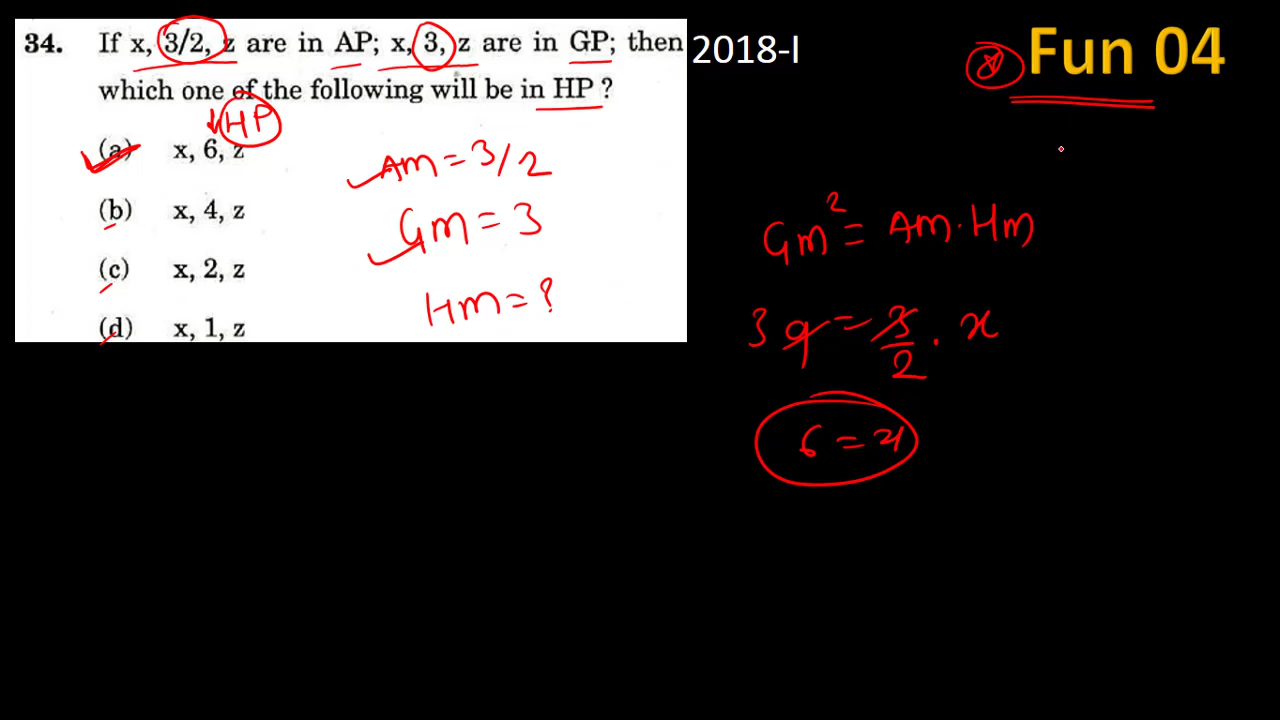 34. If x, 3/2, z are in AP; x, 3, z are in GP; then 2018-I
which one of the following will be in HP ?
(a) x, 6, z
(b) x, 4, z
(c) x, 2, z
(d) x, 1, z
HP
Am = 3/2
Gm = 3
Hm = ?
Fun 04
Gm² = Am . Hm
3 9 = 3/2 . x
6 = x